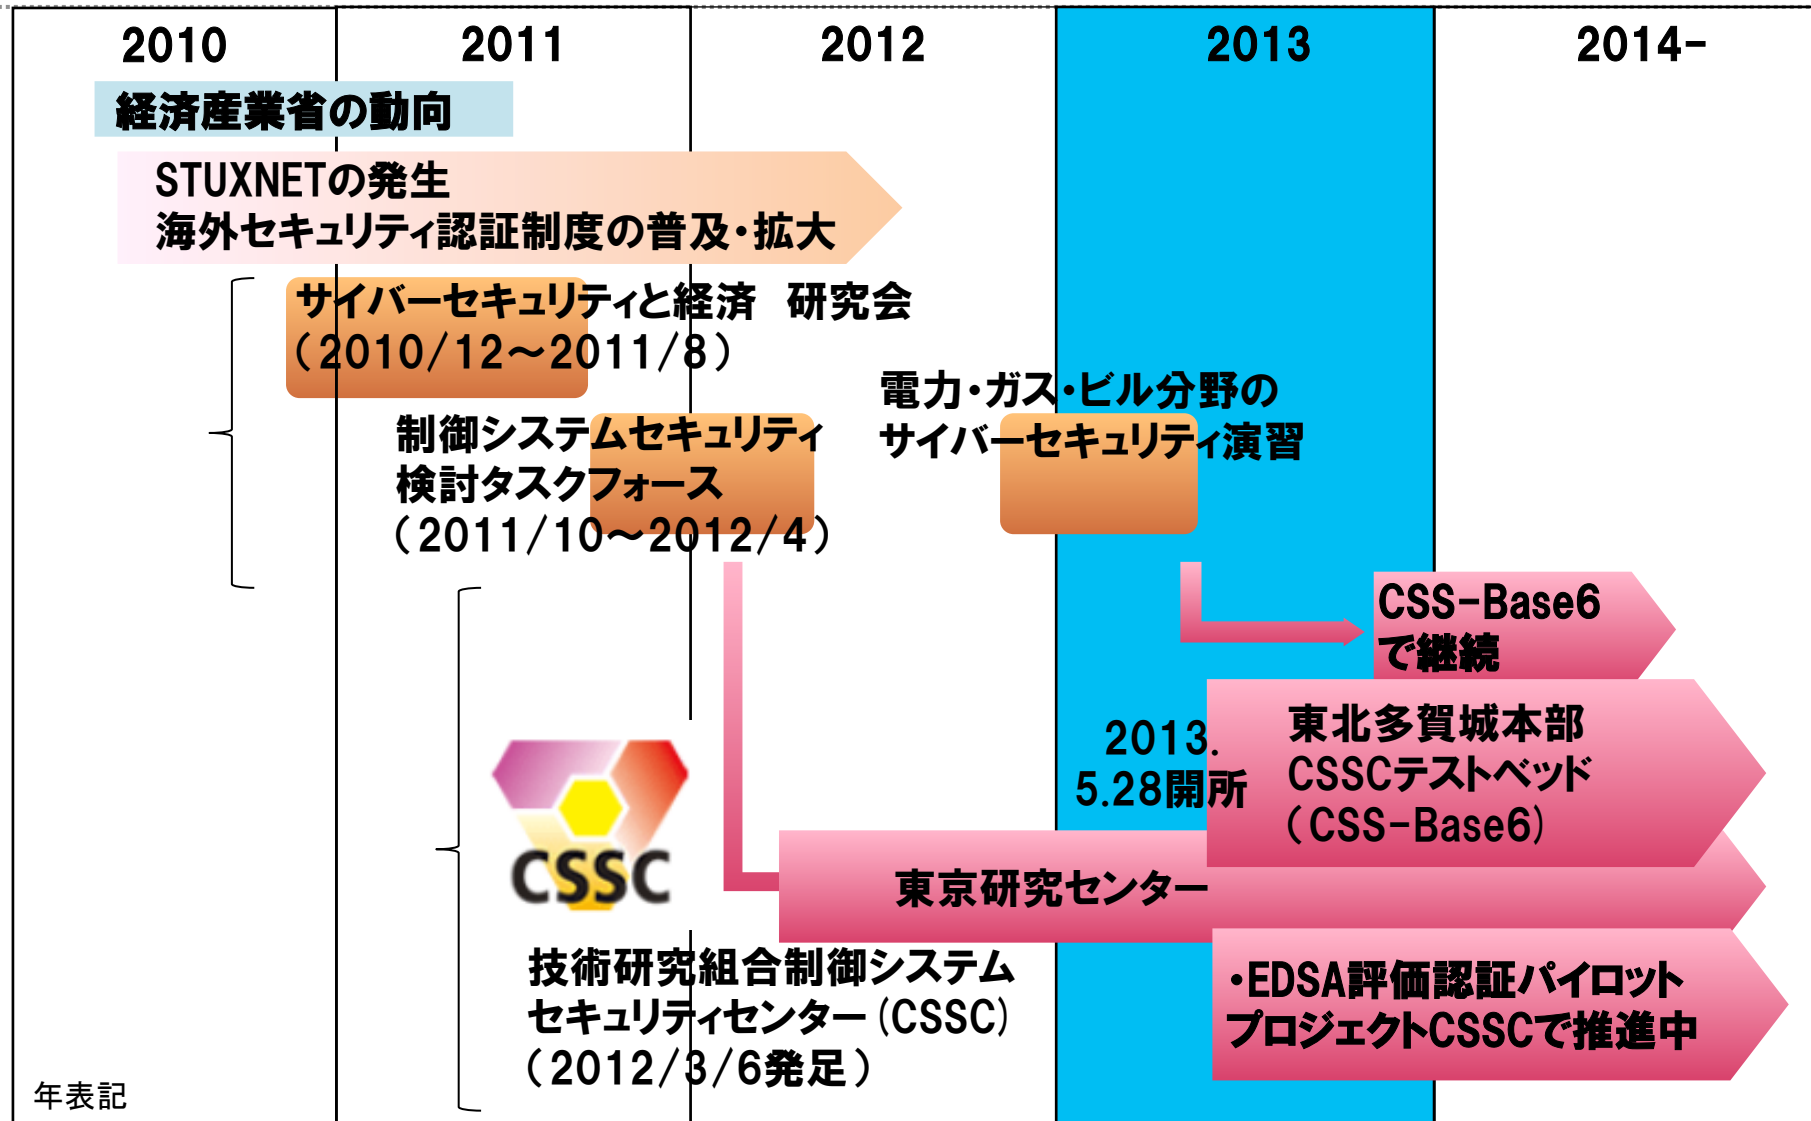 2010
2011
2012
2013
2014-
経済産業省の動向
STUXNETの発生
海外セキュリティ認証制度の普及・拡大
サイバーセキュリティと経済　研究会
（2010/12～2011/8）
制御システムセキュリティ
検討タスクフォース
（2011/10～2012/4）
電力・ガス・ビル分野の
サイバーセキュリティ演習
CSS-Base6
で継続
2013.
5.28開所
東北多賀城本部
CSSCテストベッド
（CSS-Base6）
東京研究センター
CSSC
技術研究組合制御システム
セキュリティセンター(CSSC)
（2012/3/6発足）
・EDSA評価認証パイロット
プロジェクトCSSCで推進中
年表記